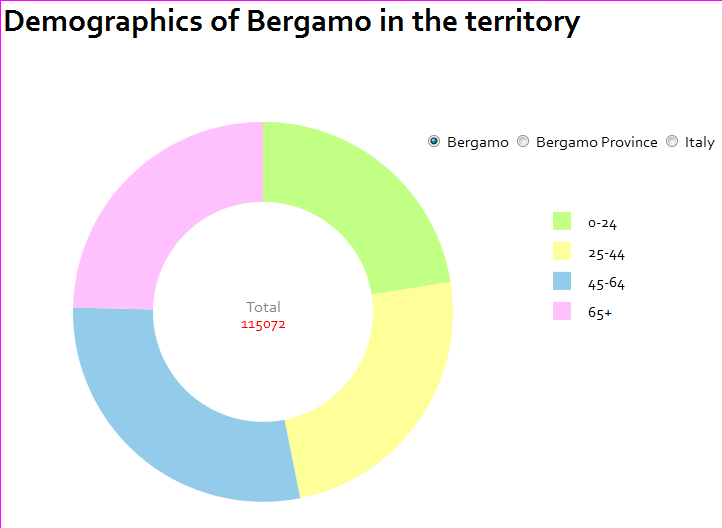 Demographics of Bergamo in the territory
Bergamo Bergamo Province Italy
0-24
25-44
45-64
65+
Total
115072